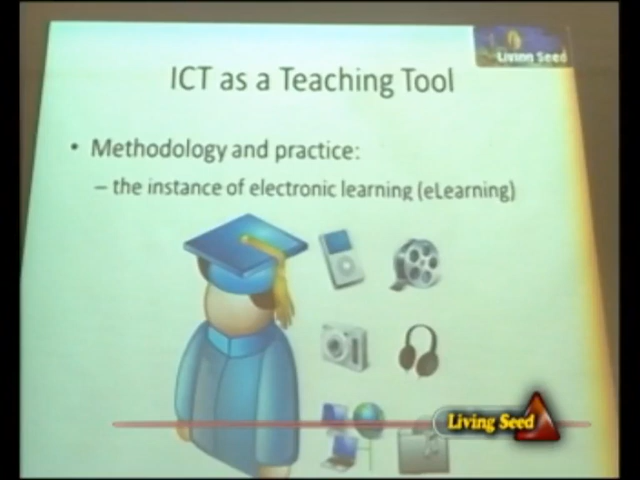 Living Seed
ICT as a Teaching Tool
• Methodology and practice:
– the instance of electronic learning (eLearning)
Living Seed